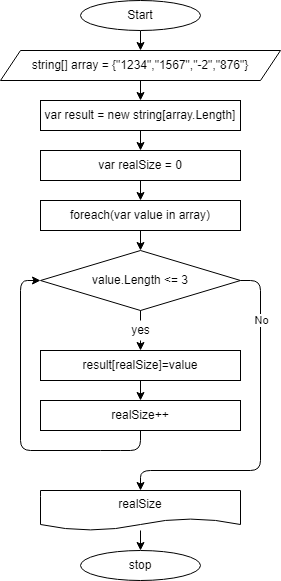 Start
string[] array = {"1234","1567","-2","876"}
var result = new string[array.Length]
var realSize = 0
foreach(var value in array)
value.Length <= 3
No
yes
result[realSize]=value
realSize++
realSize
stop